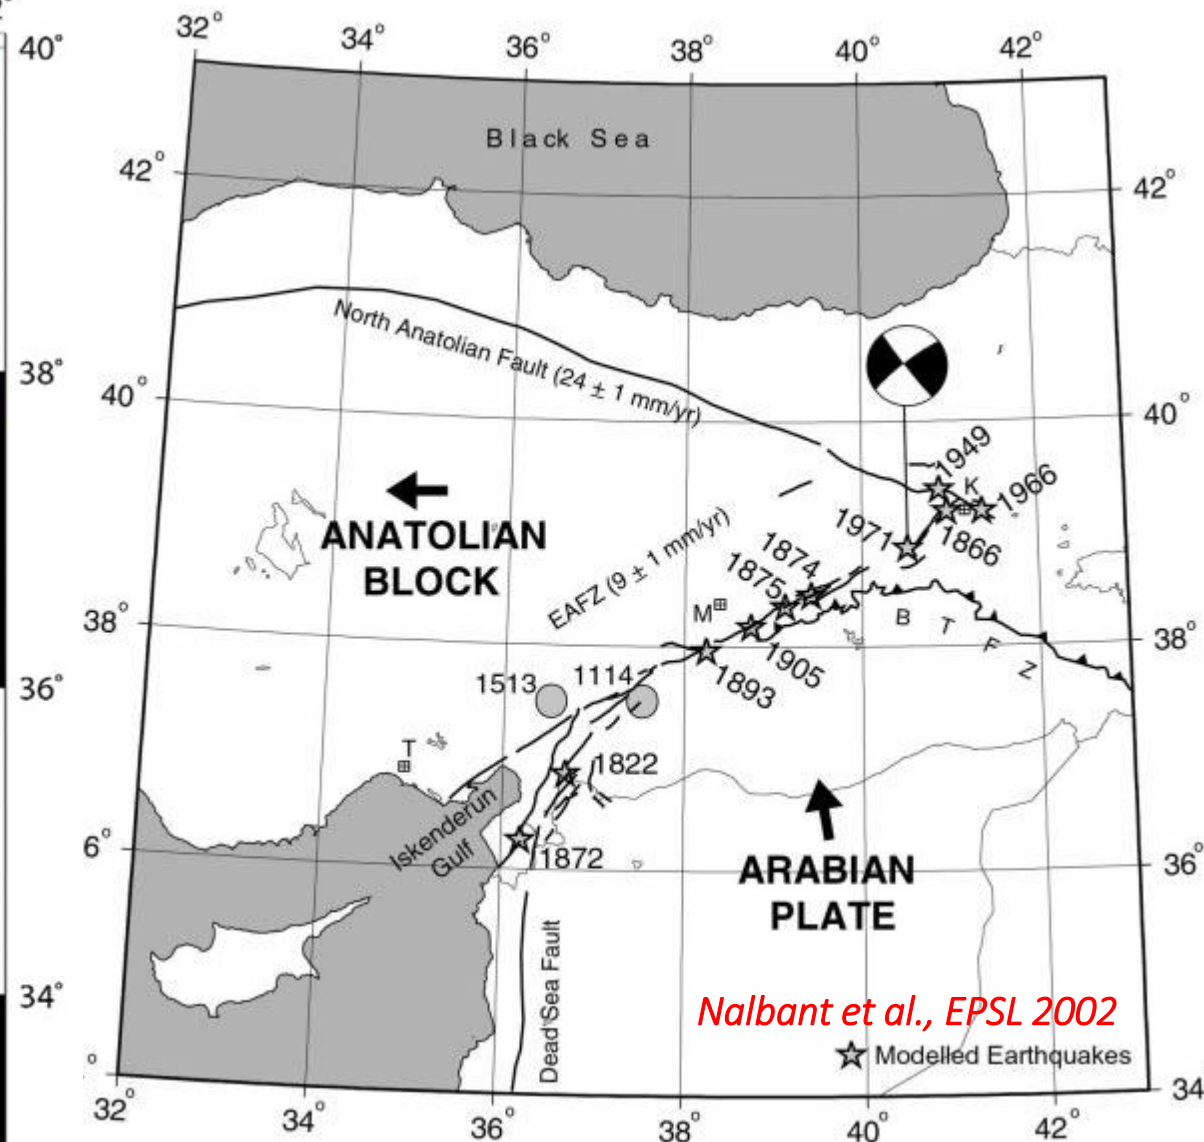 40°
38°
36°
34°
32° 34° 36° 38° 40° 42°
Black Sea
42° 42°
North Anatolian Fault (24 ± 1 mm/yr)
40° 40°
1949
K
1966
1971
1866
1874
1875
EAFZ (9 ± 1 mm/yr)
ANATOLIAN
BLOCK
M
B T F Z
38° 38°
1905
1893
1513 1114
T
1822
Iskenderun
Gulf
1872
6° 36°
ARABIAN
PLATE
Dead Sea Fault
Nalbant et al., EPSL 2002
Modelled Earthquakes
34
32° 34° 36° 38° 40° 42°